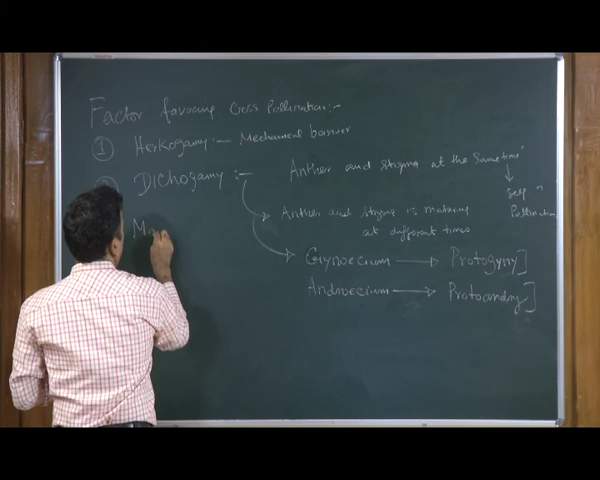 Factor favouring Cross Pollination:-
① Herkogamy:- Mechanical barrier
Dichogamy:- Anther and stigma at the same time"
Self
Pollination
Anther and stigma is maturing
at different times
Gynoecium → Protogyny]
Androecium → Protoandry]
M